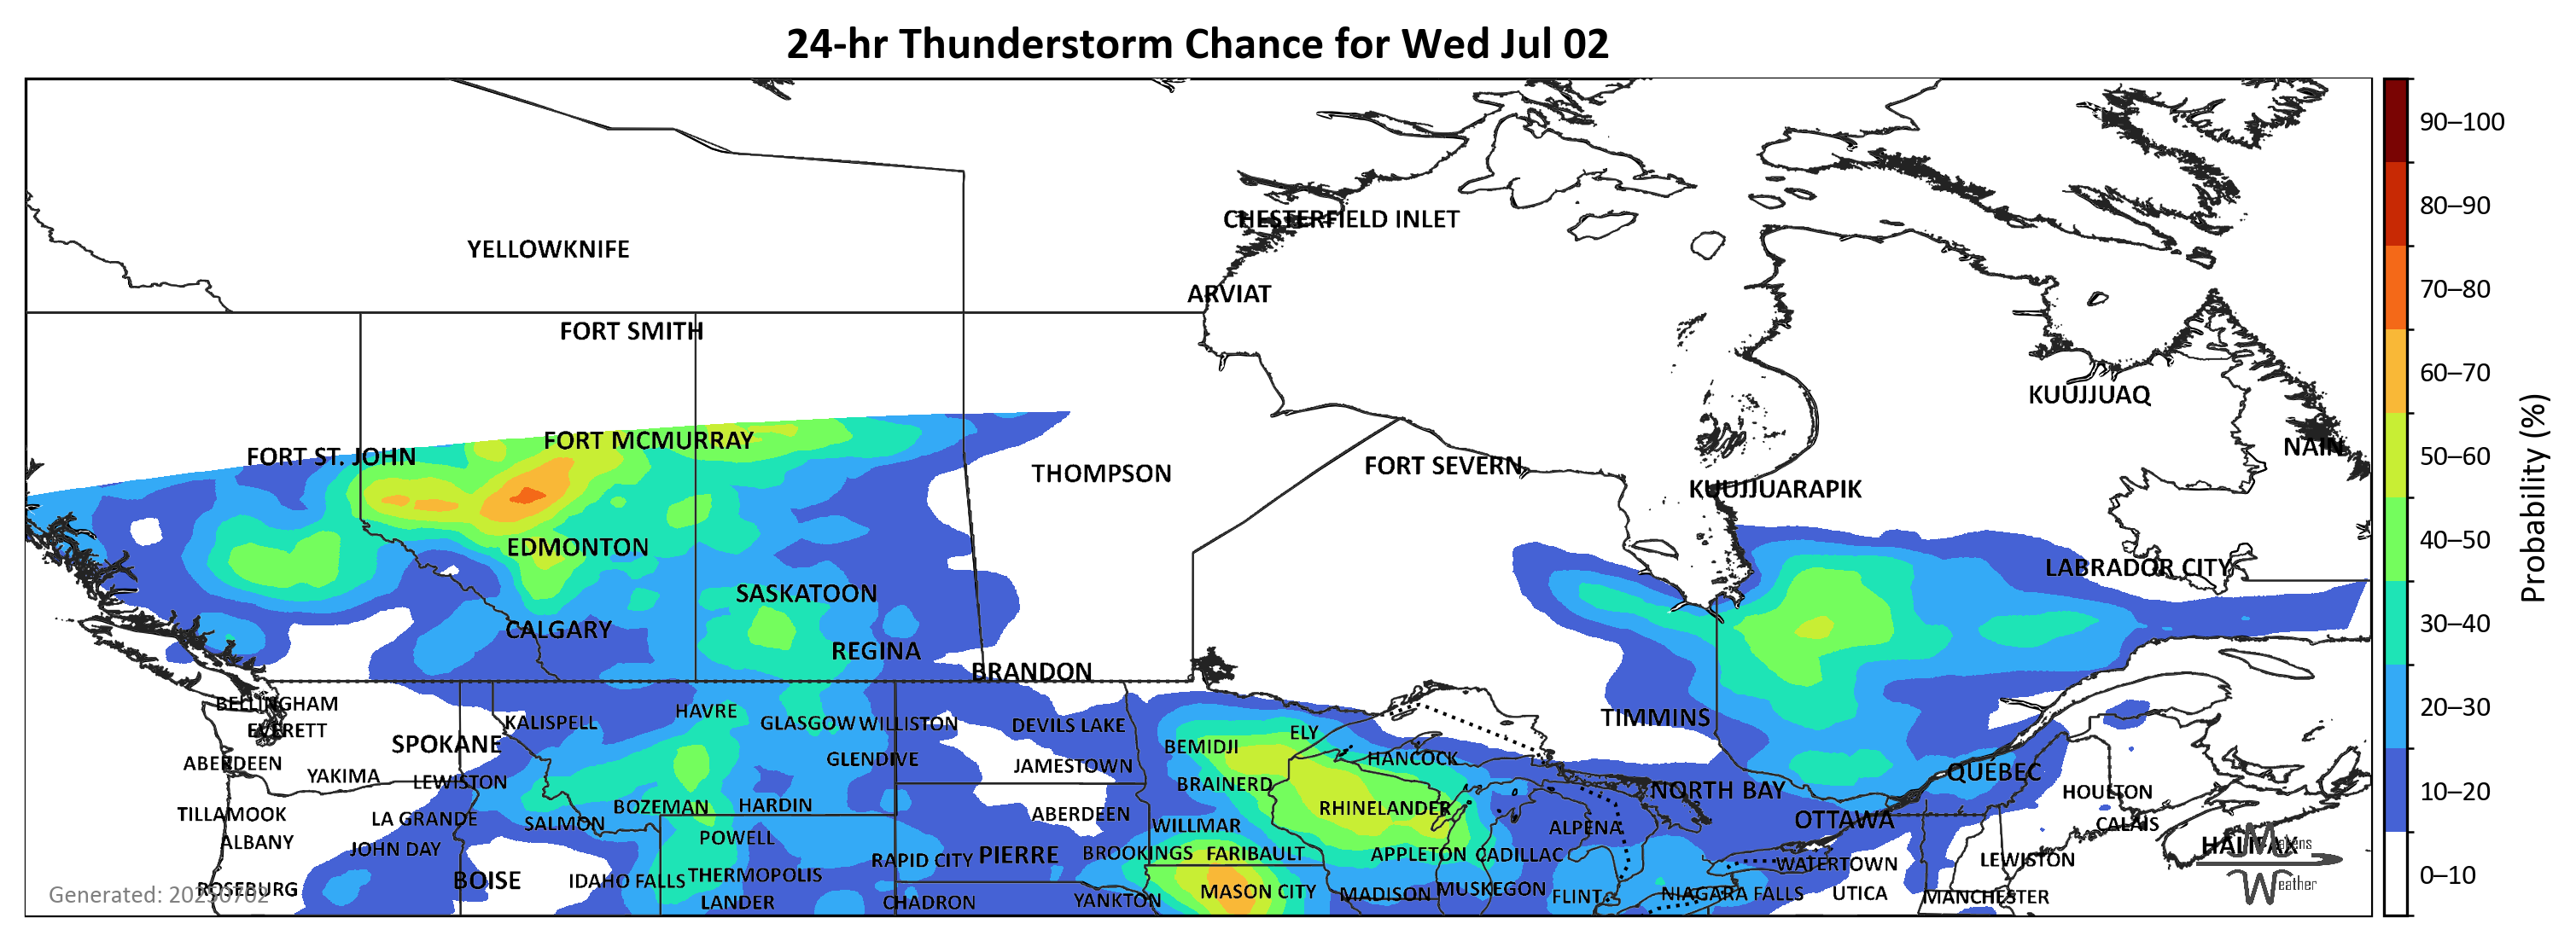 24-hr Thunderstorm Chance for Wed Jul 02
90–100
80–90
70–80
60–70
50–60
40–50
30–40
20–30
10–20
0–10
Probability (%)
CHESTERFIELD INLET
YELLOWKNIFE
ARVIAT
FORT SMITH
KUUJJUAQ
FORT MCMURRAY
NAIN
FORT ST. JOHN
FORT SEVERN
THOMPSON
KUUJJUARAPIK
EDMONTON
LABRADOR CITY
SASKATOON
CALGARY
REGINA
BRANDON
BELLINGHAM
HAVRE
TIMMINS
KALISPELL
GLASGOW
WILLISTON
DEVILS LAKE
EVERETT
ELY
SPOKANE
BEMIDJI
HANCOCK
GLENDIVE
ABERDEEN
JAMESTOWN
QUÉBEC
YAKIMA
LEWISTON
BRAINERD
NORTH BAY
HOULTON
BOZEMAN
HARDIN
RHINELANDER
TILLAMOOK
ABERDEEN
LA GRANDE
OTTAWA
SALMON
WILLMAR
ALPENA
CALAIS
POWELL
ALBANY
HALIFAX
JOHN DAY
BROOKINGS
FARIBAULT
APPLETON
CADILLAC
PIERRE
RAPID CITY
LEWISTON
WATERTOWN
THERMOPOLIS
BOISE
IDAHO FALLS
ROSEBURG
MUSKEGON
MASON CITY
MADISON
NIAGARA FALLS
UTICA
FLINT
MANCHESTER
LANDER
CHADRON
YANKTON
Generated: 20250702
Weather